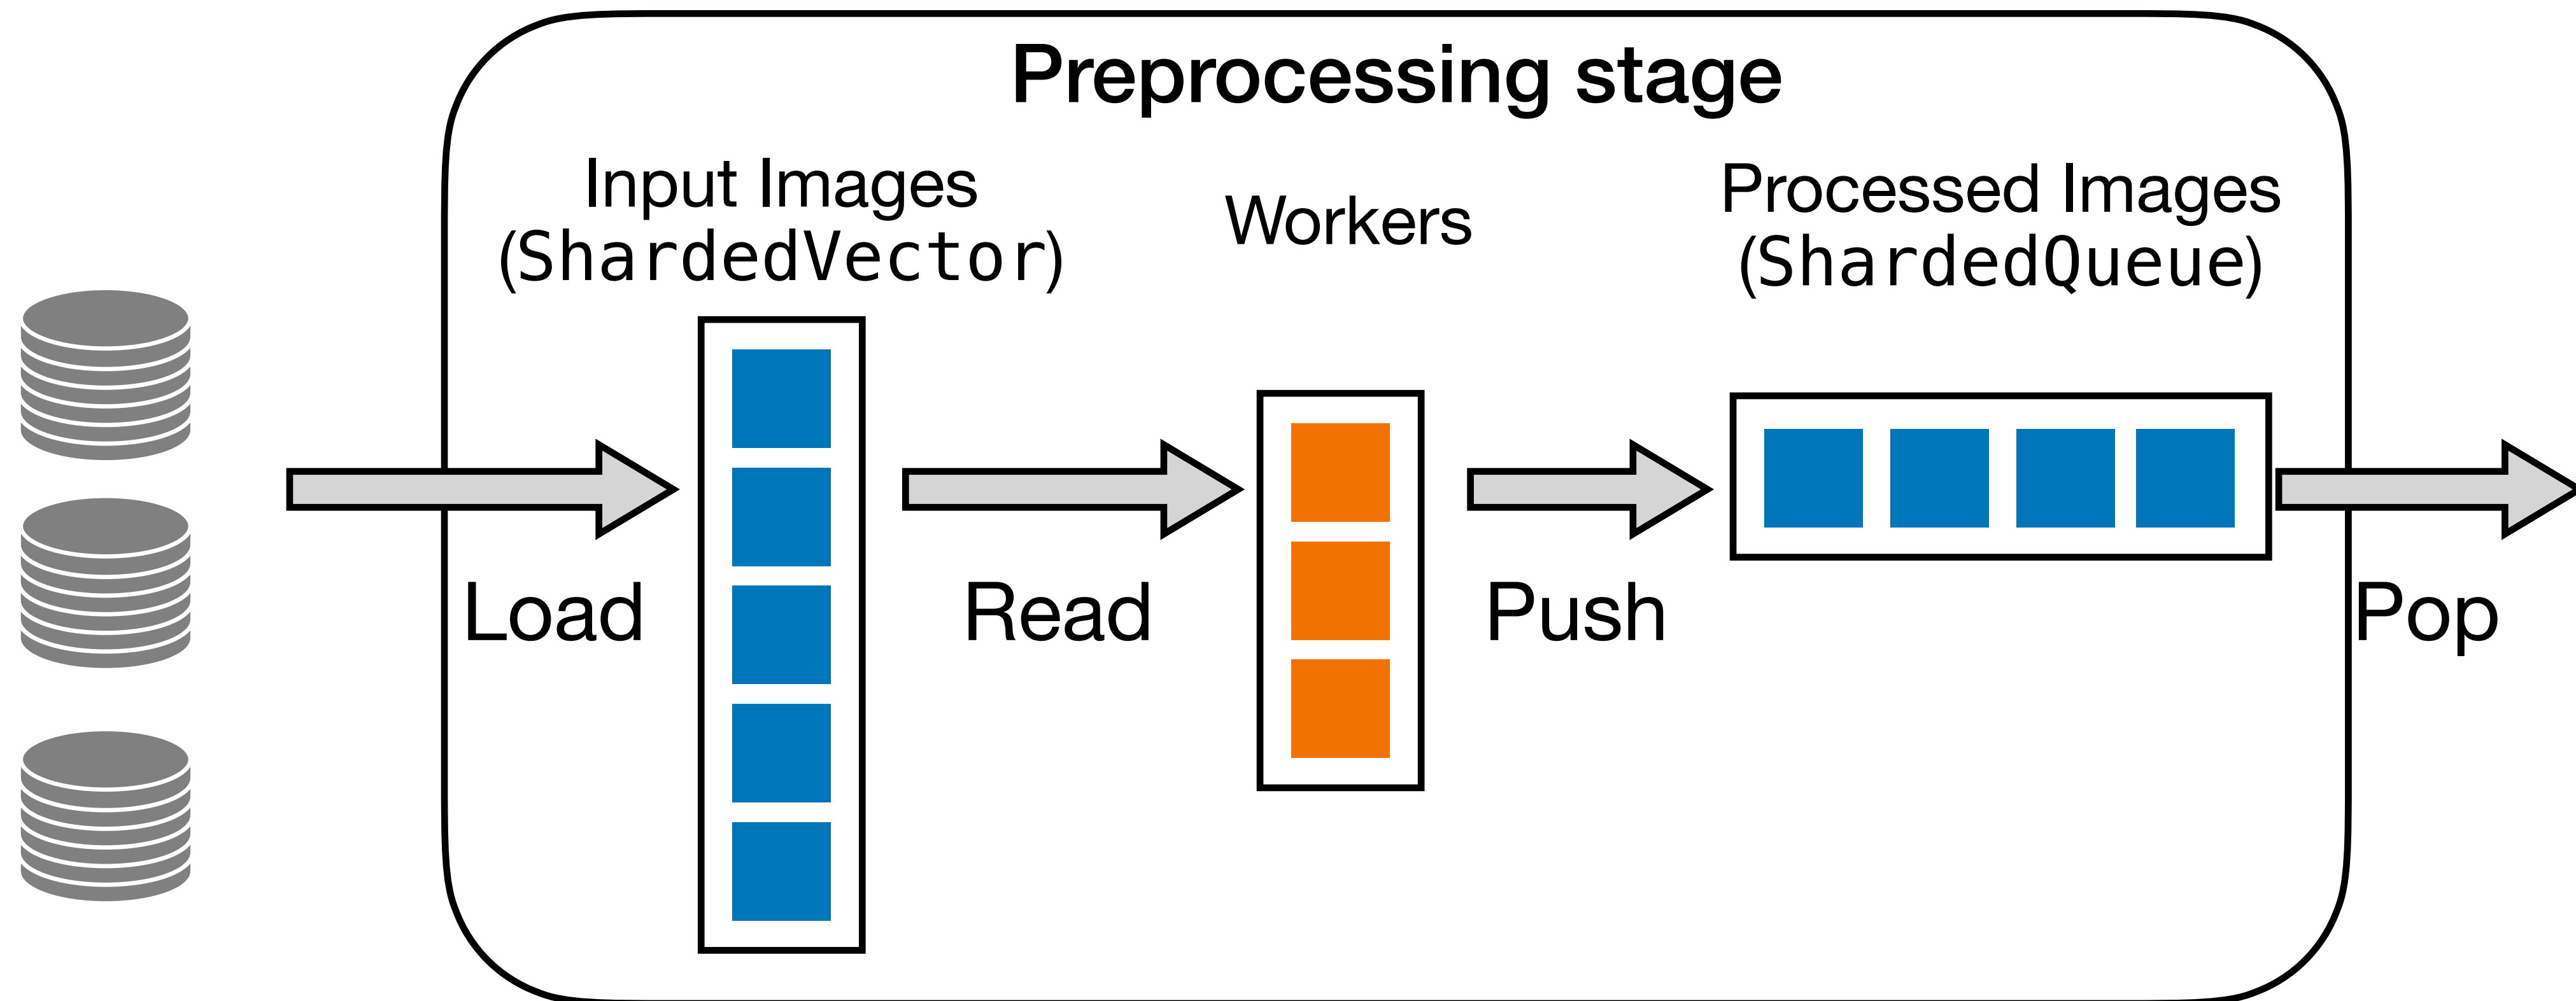 Preprocessing stage
Input Images
(ShardedVector)
Workers
Processed Images
(ShardedQueue)
Load
Read
Push
Pop